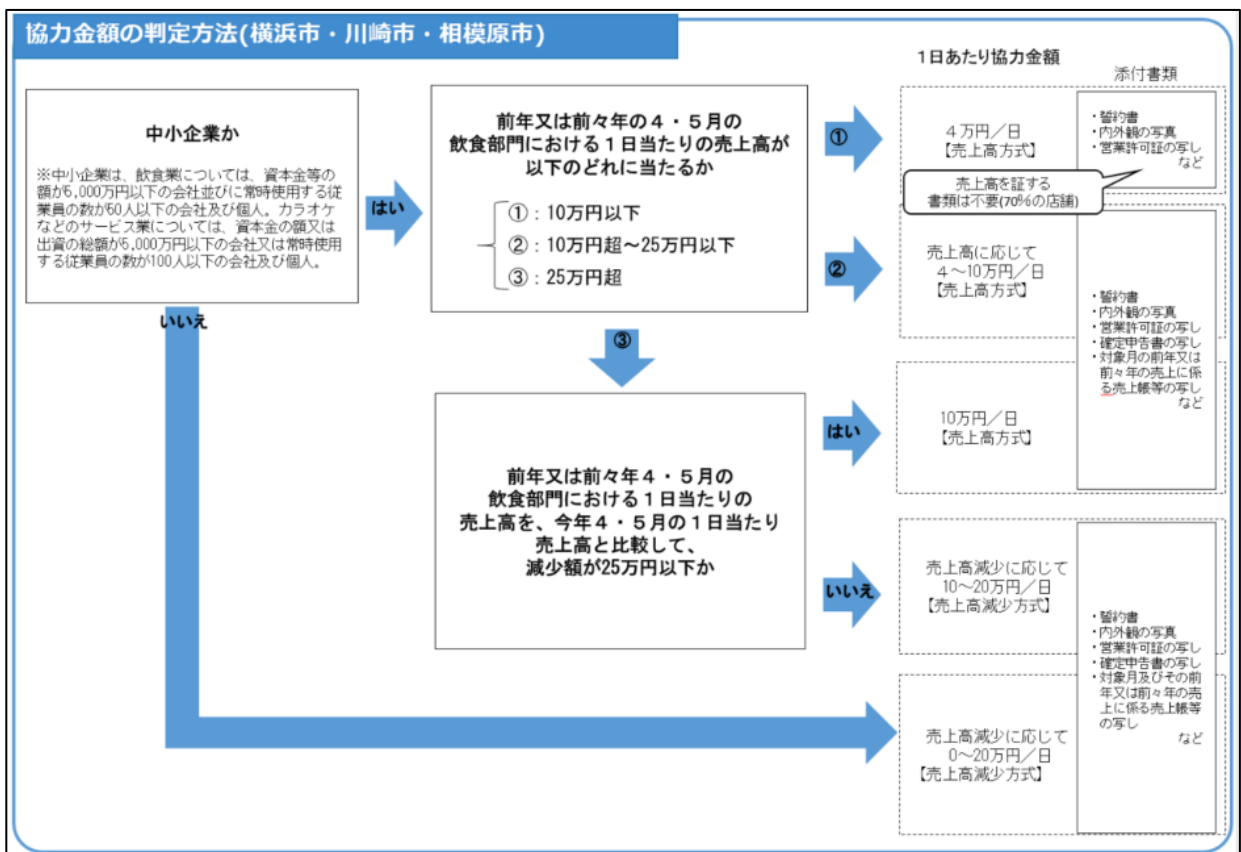 協力金額の判定方法(横浜市・川崎市・相模原市)
中小企業か
※中小企業は、飲食業については、資本金等の
額が5,000万円以下の会社並びに常時使用する従
業員の数が50人以下の会社及び個人。カラオケ
などのサービス業については、資本金の額又は
出資の総額が5,000万円以下の会社又は常時使用
する従業員の数が100人以下の会社及び個人。
はい
いいえ
前年又は前々年の４・５月の
飲食部門における１日当たりの売上高が
以下のどれに当たるか
①：10万円以下
②：10万円超～25万円以下
③：25万円超
①
②
③
前年又は前々年４・５月の
飲食部門における１日当たりの
売上高を、今年４・５月の１日当たり
売上高と比較して、
減少額が25万円以下か
はい
いいえ
１日あたり協力金額
添付書類
４万円／日
【売上高方式】
・誓約書
・内外観の写真
・営業許可証の写し
など
売上高を証する
書類は不要(70%の店舗)
売上高に応じて
４～10万円／日
【売上高方式】
10万円／日
【売上高方式】
・誓約書
・内外観の写真
・営業許可証の写し
・確定申告書の写し
・対象月の前年又は
前々年の売上に係
る売上帳等の写し
など
売上高減少に応じて
10～20万円／日
【売上高減少方式】
売上高減少に応じて
0～20万円／日
【売上高減少方式】
・誓約書
・内外観の写真
・営業許可証の写し
・確定申告書の写し
・対象月及びその前
年又は前々年の売
上に係る売上帳等
の写し
など